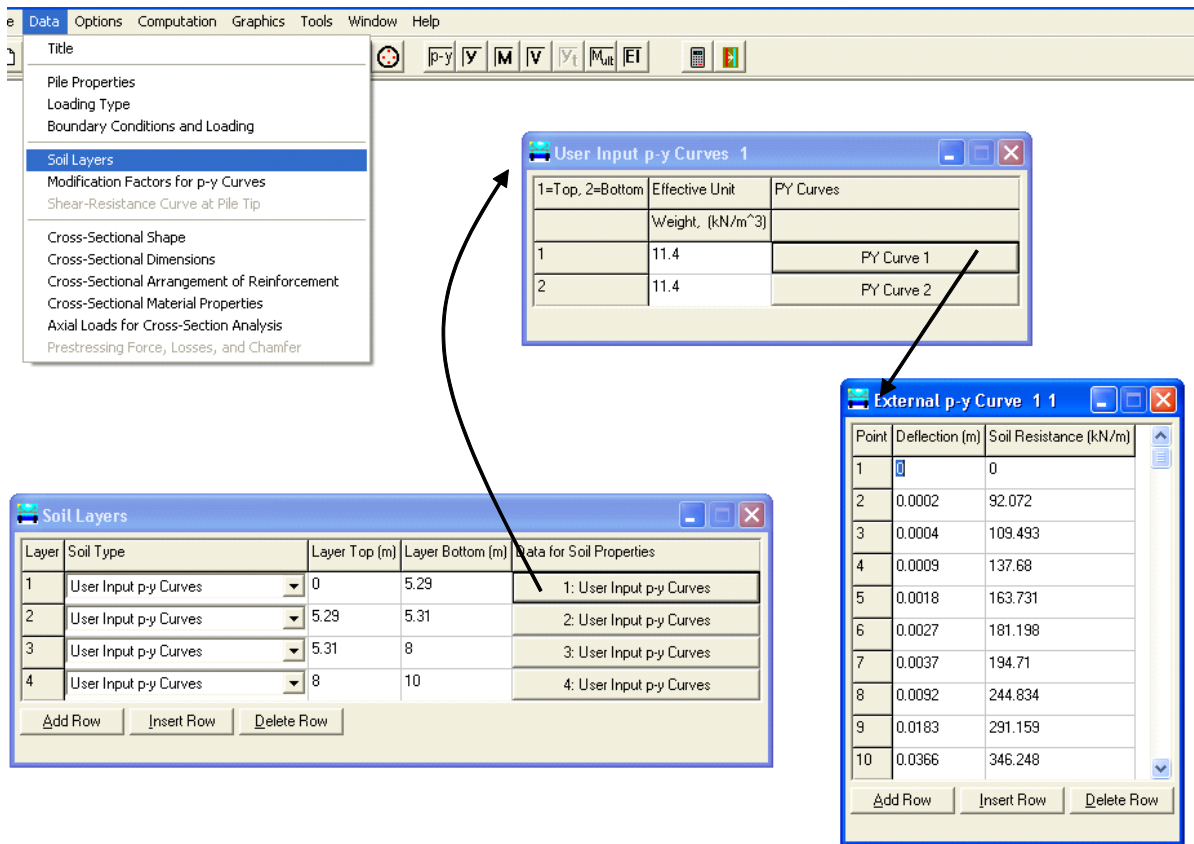 e Data Options Computation Graphics Tools Window Help
p-y y M V yt Mult EI
Title
Pile Properties
Loading Type
Boundary Conditions and Loading
Soil Layers
Modification Factors for p-y Curves
Shear-Resistance Curve at Pile Tip
Cross-Sectional Shape
Cross-Sectional Dimensions
Cross-Sectional Arrangement of Reinforcement
Cross-Sectional Material Properties
Axial Loads for Cross-Section Analysis
Prestressing Force, Losses, and Chamfer
User Input p-y Curves 1
1=Top, 2=Bottom Effective Unit PY Curves
Weight, (kN/m^3)
1 11.4 PY Curve 1
2 11.4 PY Curve 2
External p-y Curve 1 1
Point Deflection (m) Soil Resistance (kN/m)
1 0 0
2 0.0002 92.072
3 0.0004 109.493
4 0.0009 137.68
5 0.0018 163.731
6 0.0027 181.198
7 0.0037 194.71
8 0.0092 244.834
9 0.0183 291.159
10 0.0366 346.248
Add Row Insert Row Delete Row
Soil Layers
Layer Soil Type Layer Top (m) Layer Bottom (m) Data for Soil Properties
1 User Input p-y Curves 0 5.29 1: User Input p-y Curves
2 User Input p-y Curves 5.29 5.31 2: User Input p-y Curves
3 User Input p-y Curves 5.31 8 3: User Input p-y Curves
4 User Input p-y Curves 8 10 4: User Input p-y Curves
Add Row Insert Row Delete Row